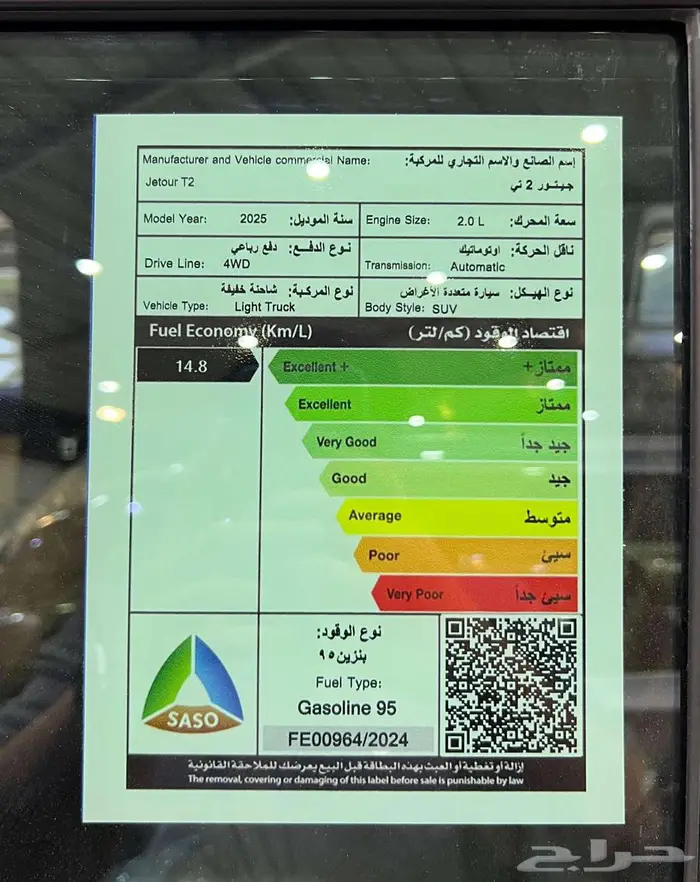 Manufacturer and Vehicle commercial Name: إسم الصانع والاسم التجاري للمركبة:
Jetour T2 جيتور 2 تي
Model Year: 2025 سنة الموديل: Engine Size: 2.0 L سعة المحرك:
نوع الدفع: دفع رباعي ناقل الحركة: اوتوماتيك
Drive Line: 4WD Transmission: Automatic
نوع المركبة: شاحنة خفيفة نوع الهيكل: سيارة متعددة الأغراض
Vehicle Type: Light Truck Body Style: SUV
Fuel Economy (Km/L) اقتصاد الوقود (كم/لتر)
14.8 Excellent + ممتاز +
Excellent ممتاز
Very Good جيد جداً
Good جيد
Average متوسط
Poor سيئ
Very Poor سيئ جداً
نوع الوقود:
بنزين ٩٥
Fuel Type:
Gasoline 95
SASO
FE00964/2024
إزالة أو تغطية أو العبث بهذه البطاقة قبل البيع يعرضك للملاحقة القانونية
The removal, covering or damaging of this label before sale is punishable by law
حراج